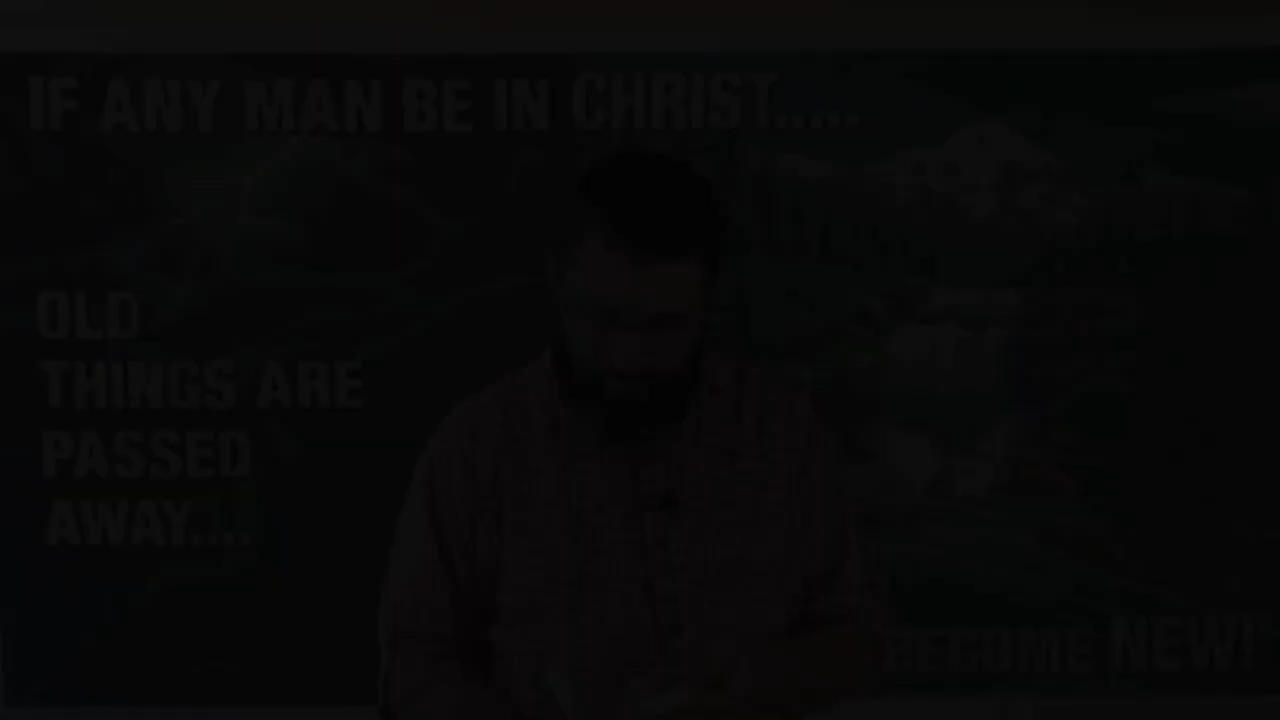 IF ANY MAN BE IN CHRIST.....
OLD
THINGS ARE
PASSED
AWAY....
BECOME NEW!